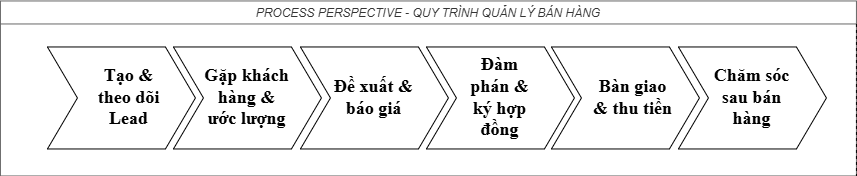 PROCESS PERSPECTIVE - QUY TRÌNH QUẢN LÝ BÁN HÀNG
Tạo &
theo dõi
Lead
Gặp khách
hàng &
ước lượng
Đề xuất &
báo giá
Đàm
phán &
ký hợp
đồng
Bàn giao
& thu tiền
Chăm sóc
sau bán
hàng